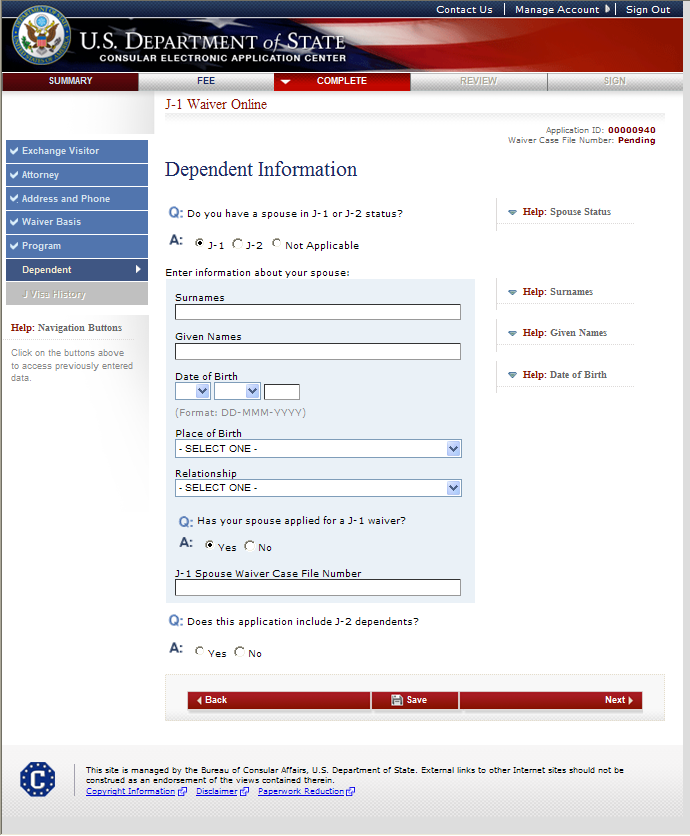 Contact Us | Manage Account | Sign Out
U.S. DEPARTMENT of STATE
CONSULAR ELECTRONIC APPLICATION CENTER
SUMMARY FEE COMPLETE REVIEW SIGN
J-1 Waiver Online
Application ID: 00000940
Waiver Case File Number: Pending
Exchange Visitor
Attorney
Address and Phone
Waiver Basis
Program
Dependent
J Visa History
Help: Navigation Buttons
Click on the buttons above
to access previously entered
data.
Dependent Information
Q: Do you have a spouse in J-1 or J-2 status?
A: J-1 J-2 Not Applicable
Help: Spouse Status
Enter information about your spouse:
Surnames
Help: Surnames
Given Names
Help: Given Names
Date of Birth
Help: Date of Birth
(Format: DD-MMM-YYYY)
Place of Birth
- SELECT ONE -
Relationship
- SELECT ONE -
Q: Has your spouse applied for a J-1 waiver?
A: Yes No
J-1 Spouse Waiver Case File Number
Q: Does this application include J-2 dependents?
A: Yes No
Back Save Next
C
This site is managed by the Bureau of Consular Affairs, U.S. Department of State. External links to other Internet sites should not be
construed as an endorsement of the views contained therein.
Copyright Information Disclaimer Paperwork Reduction